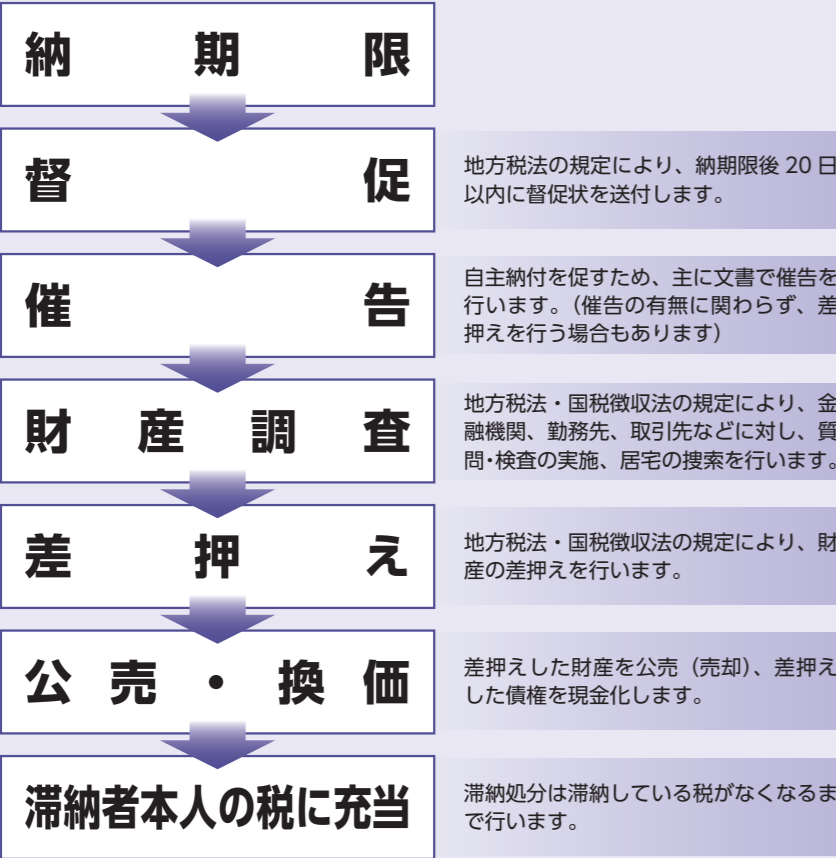 納期限
督促
地方税法の規定により、納期限後 20 日
以内に督促状を送付します。
催告
自主納付を促すため、主に文書で催告を
行います。（催告の有無に関わらず、差
押えを行う場合もあります）
財産調査
地方税法・国税徴収法の規定により、金
融機関、勤務先、取引先などに対し、質
問・検査の実施、居宅の捜索を行います。
差押え
地方税法・国税徴収法の規定により、財
産の差押えを行います。
公売・換価
差押えした財産を公売（売却）、差押え
した債権を現金化します。
滞納者本人の税に充当
滞納処分は滞納している税がなくなるま
で行います。